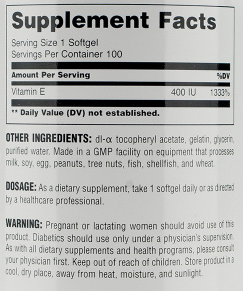 Supplement Facts
Serving Size 1 Softgel
Servings Per Container 100
Amount Per Serving %DV
Vitamin E 400 IU 1333%
** Daily Value (DV) not established.
OTHER INGREDIENTS: dl-α tocopheryl acetate, gelatin, glycerin,
purified water. Made in a GMP facility on equipment that processes
milk, soy, egg, peanuts, tree nuts, fish, shellfish, and wheat.
DOSAGE: As a dietary supplement, take 1 softgel daily or as directed
by a healthcare professional.
WARNING: Pregnant or lactating women should avoid use of this
product. Diabetics should use only under a physician's supervision.
As with all dietary supplements and health programs, please consult
your physician first. Keep out of reach of children. Store product in a
cool, dry place, away from heat, moisture, and sunlight.